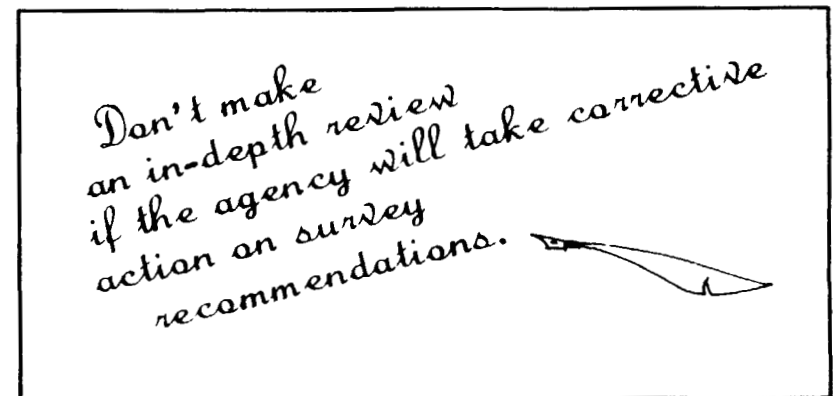 Don't make
an in-depth review
if the agency will take corrective
action on survey
recommendations.